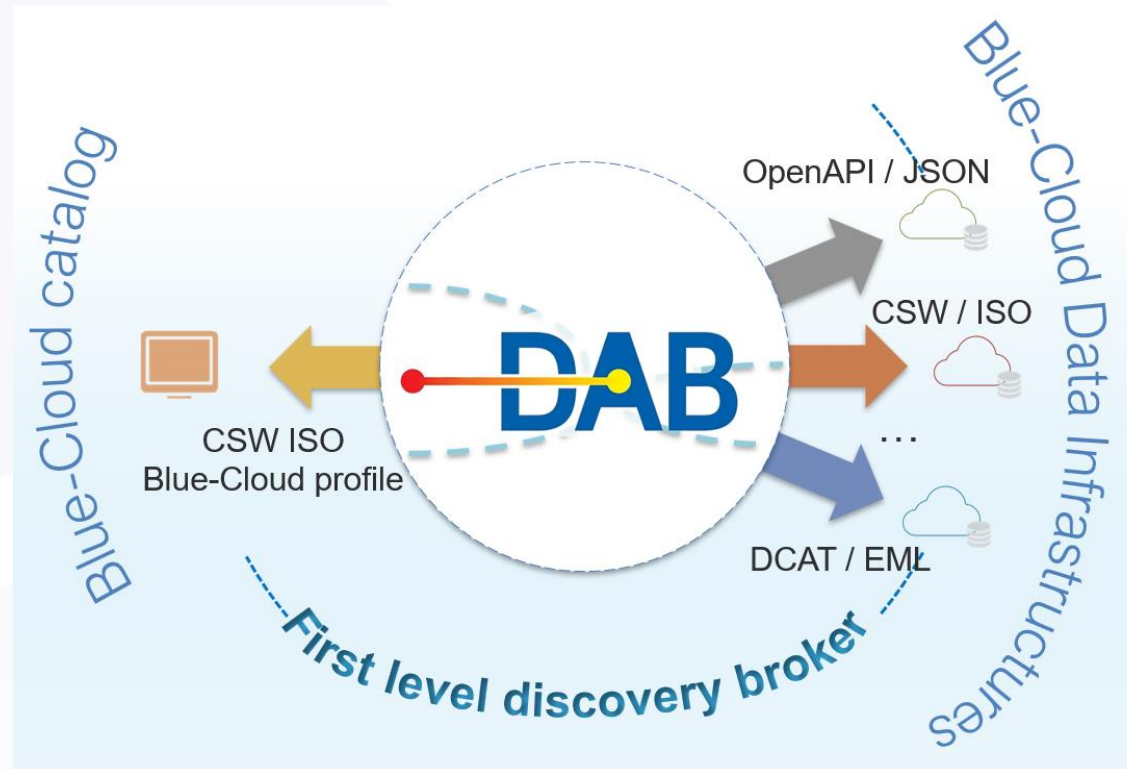 Blue-Cloud catalog
CSW ISO
Blue-Cloud profile
DAB
OpenAPI / JSON
CSW / ISO
...
DCAT / EML
Blue-Cloud Data Infrastructures
First level discovery broker